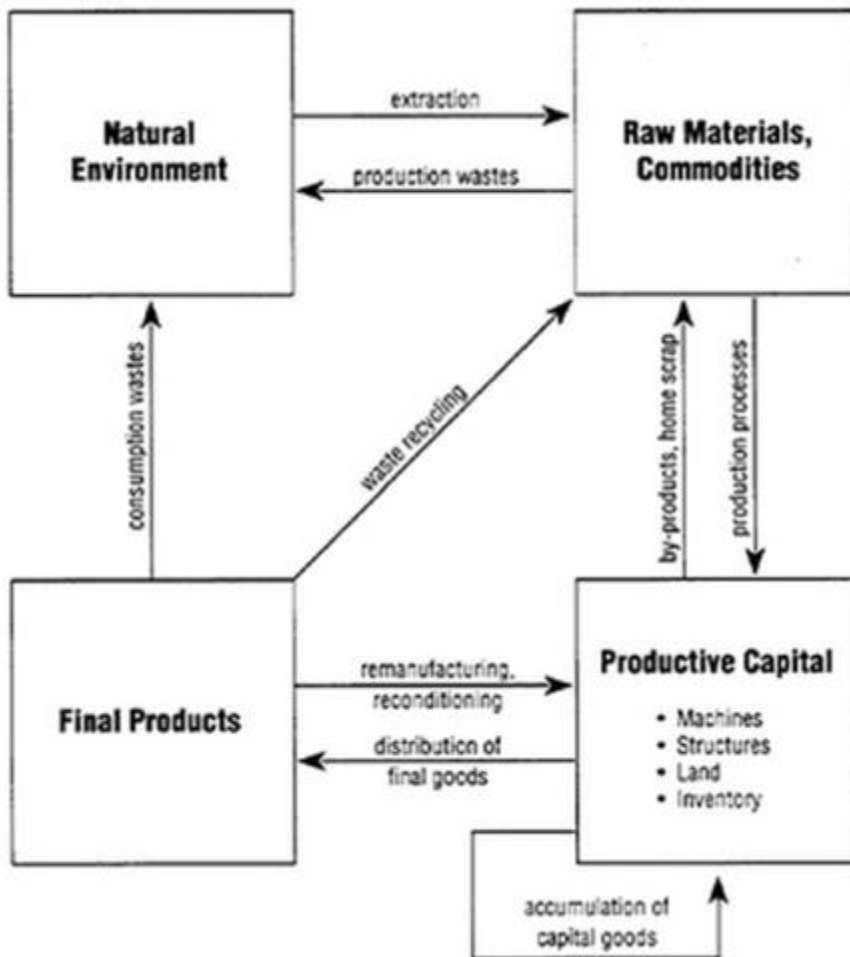 Natural
Environment
extraction
production wastes
Raw Materials,
Commodities
consumption wastes
waste recycling
by-products, home scrap
production processes
Final Products
remanufacturing,
reconditioning
distribution of
final goods
Productive Capital
• Machines
• Structures
• Land
• Inventory
accumulation of
capital goods